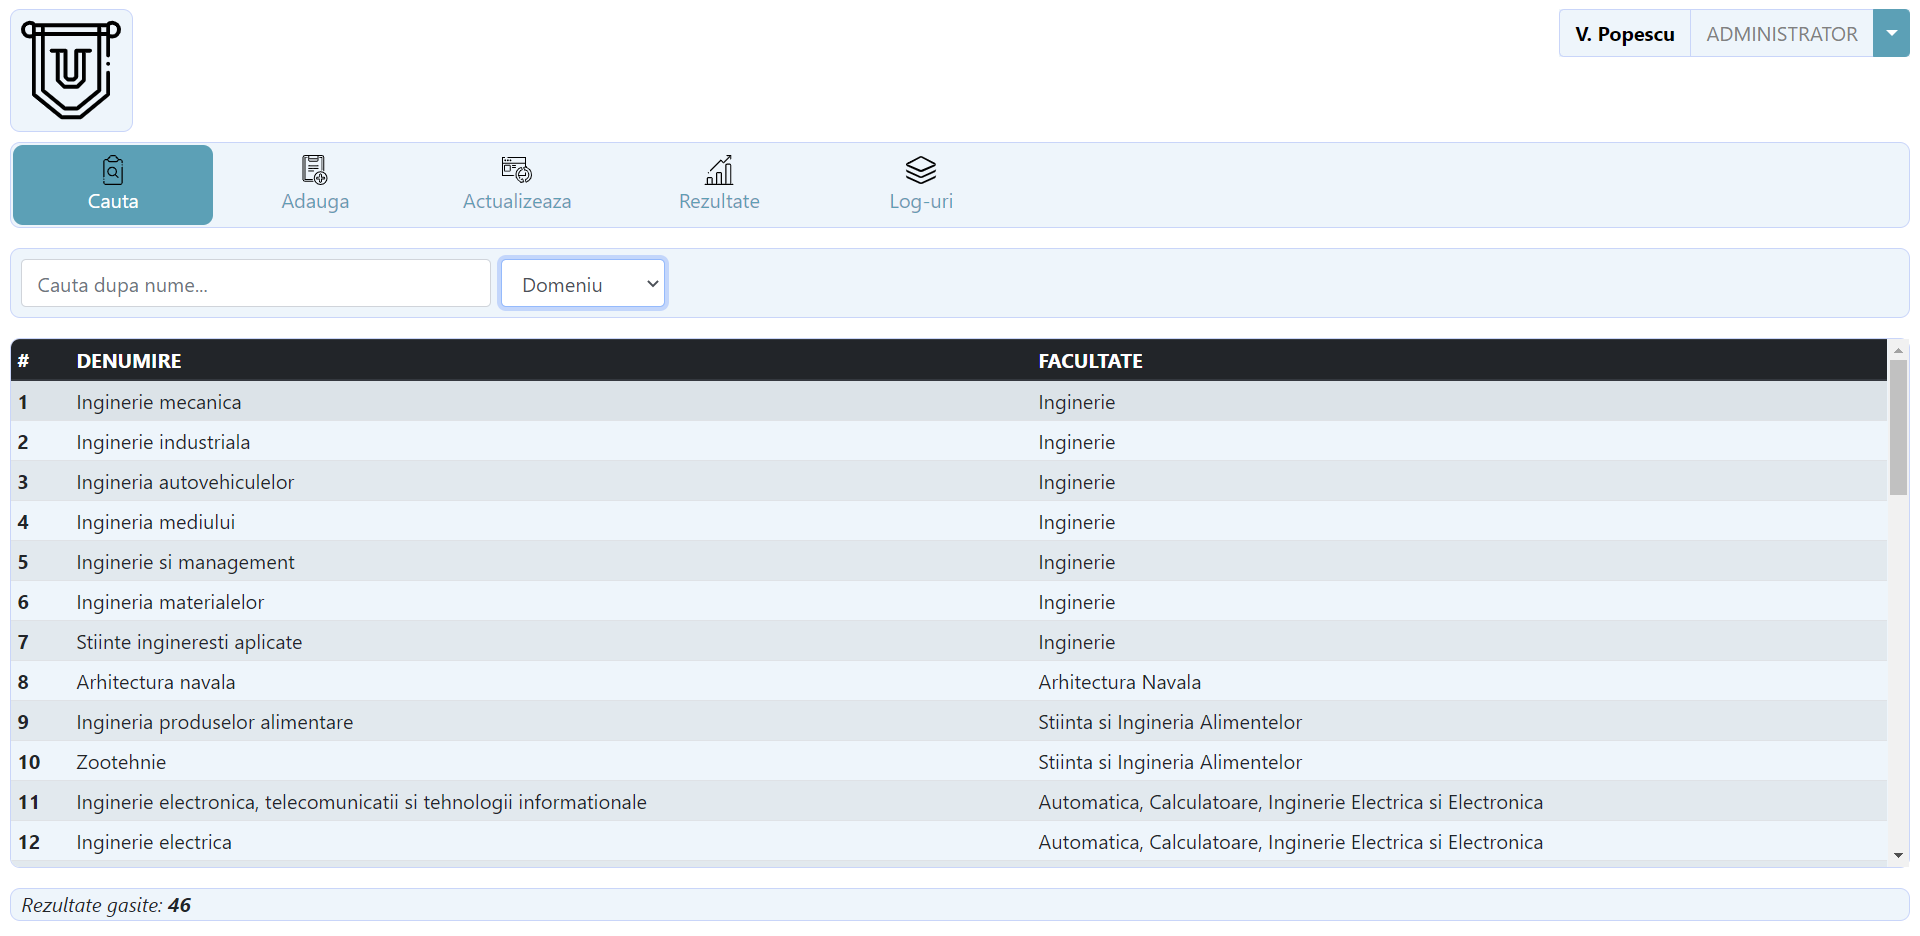 U
V. Popescu ADMINISTRATOR
Cauta Adauga Actualizeaza Rezultate Log-uri
Cauta dupa nume... Domeniu
# DENUMIRE FACULTATE
1 Inginerie mecanica Inginerie
2 Inginerie industriala Inginerie
3 Ingineria autovehiculelor Inginerie
4 Ingineria mediului Inginerie
5 Inginerie si management Inginerie
6 Ingineria materialelor Inginerie
7 Stiinte ingineresti aplicate Inginerie
8 Arhitectura navala Arhitectura Navala
9 Ingineria produselor alimentare Stiinta si Ingineria Alimentelor
10 Zootehnie Stiinta si Ingineria Alimentelor
11 Inginerie electronica, telecomunicatii si tehnologii informationale Automatica, Calculatoare, Inginerie Electrica si Electronica
12 Inginerie electrica Automatica, Calculatoare, Inginerie Electrica si Electronica
Rezultate gasite: 46